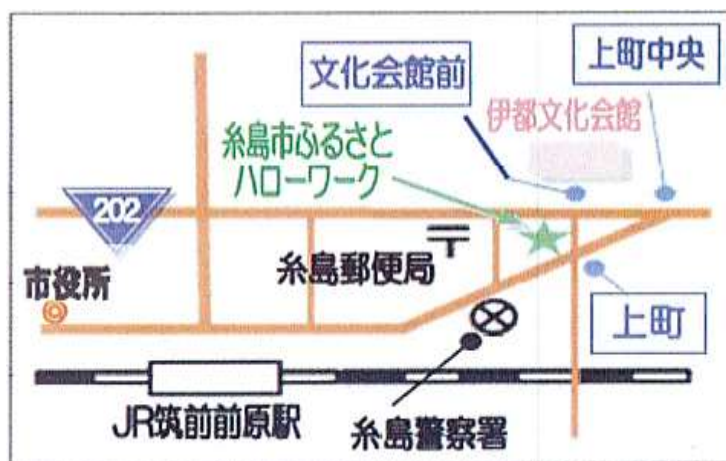 文化会館前
上町中央
伊都文化会館
糸島市ふるさと
ハローワーク
202
糸島郵便局
市役所
上町
JR筑前前原駅
糸島警察署